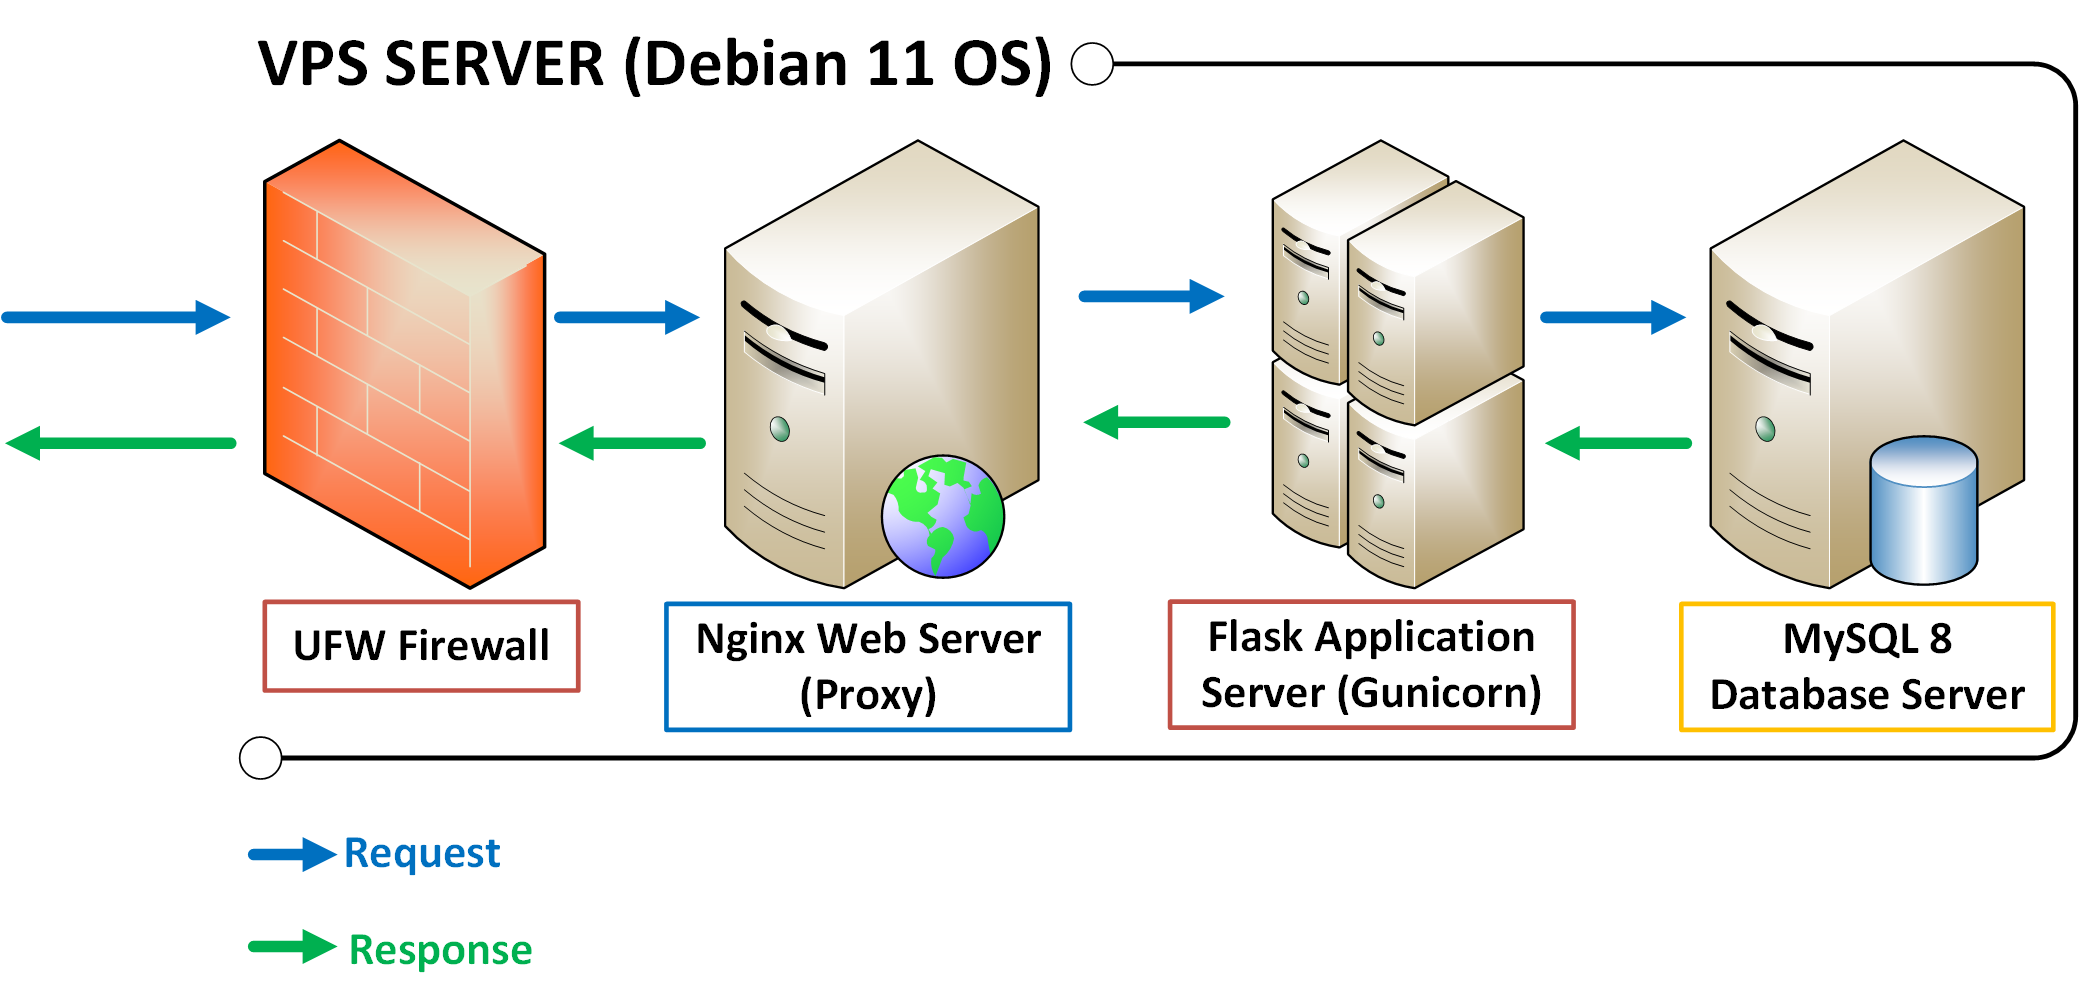 VPS SERVER (Debian 11 OS)
UFW Firewall
Nginx Web Server
(Proxy)
Flask Application
Server (Gunicorn)
MySQL 8
Database Server
Request
Response